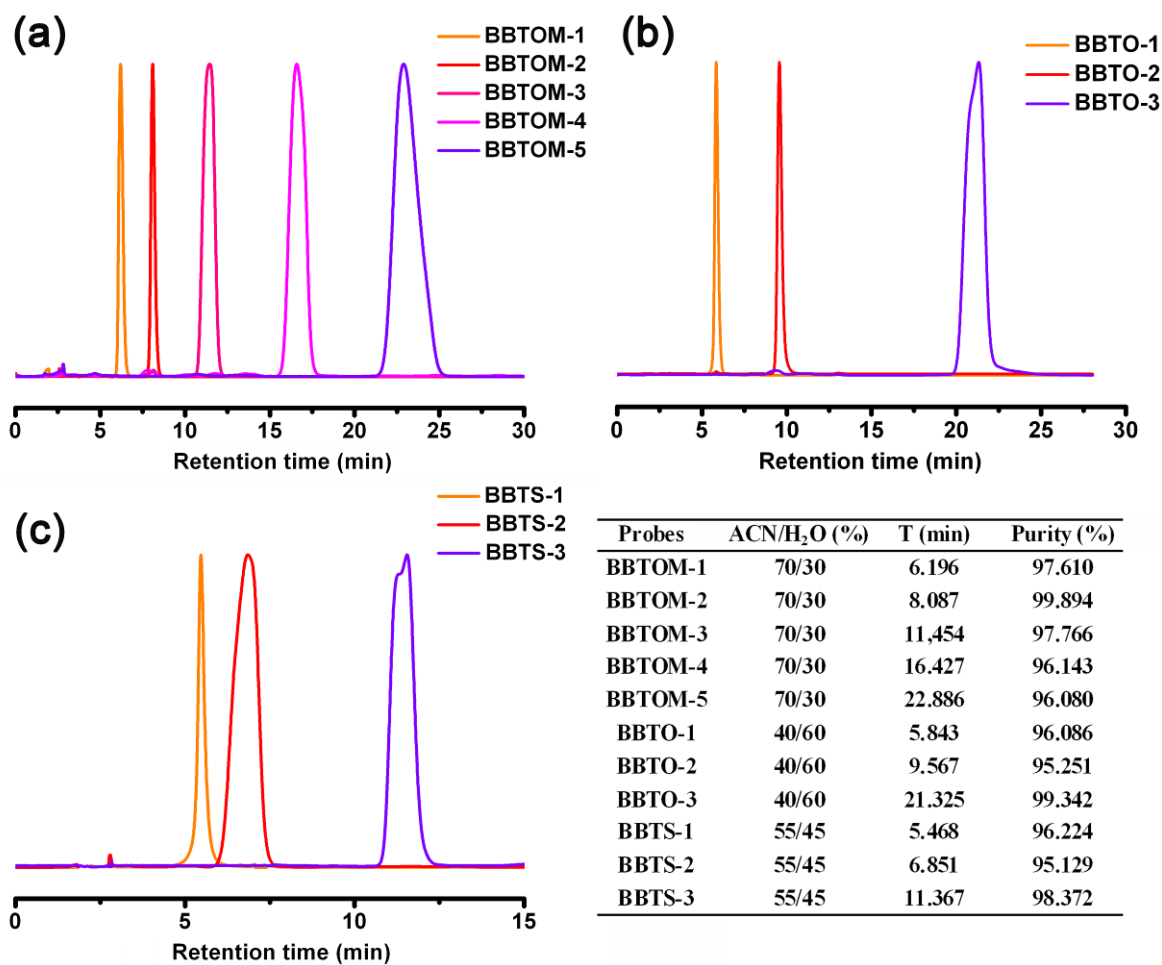 (a)
BBTOM-1
BBTOM-2
BBTOM-3
BBTOM-4
BBTOM-5
0 5 10 15 20 25 30
Retention time (min)
(b)
BBTO-1
BBTO-2
BBTO-3
0 5 10 15 20 25 30
Retention time (min)
(c)
BBTS-1
BBTS-2
BBTS-3
0 5 10 15
Retention time (min)
Probes ACN/H₂O (%) T (min) Purity (%)
BBTOM-1 70/30 6.196 97.610
BBTOM-2 70/30 8.087 99.894
BBTOM-3 70/30 11,454 97.766
BBTOM-4 70/30 16.427 96.143
BBTOM-5 70/30 22.886 96.080
BBTO-1 40/60 5.843 96.086
BBTO-2 40/60 9.567 95.251
BBTO-3 40/60 21.325 99.342
BBTS-1 55/45 5.468 96.224
BBTS-2 55/45 6.851 95.129
BBTS-3 55/45 11.367 98.372